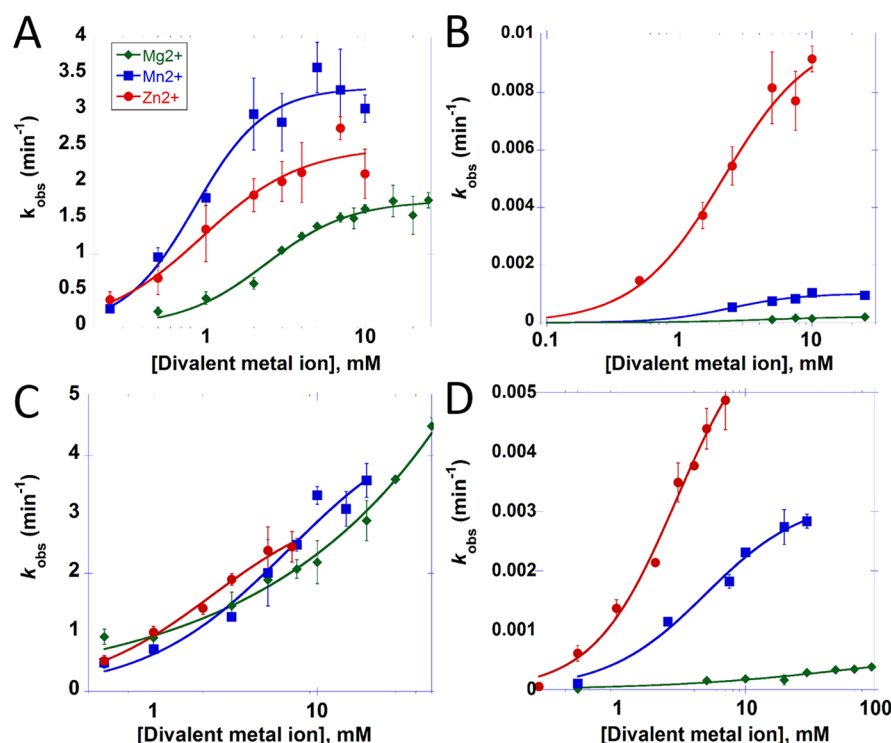 A
4
3.5
3
2.5
2
1.5
1
0.5
0
Mg2+
Mn2+
Zn2+
k obs (min-1)
1
10
[Divalent metal ion], mM
B
0.01
0.008
0.006
0.004
0.002
0
k obs (min-1)
0.1
1
10
[Divalent metal ion], mM
C
5
4
3
2
1
0
k obs (min-1)
1
10
[Divalent metal ion], mM
D
0.005
0.004
0.003
0.002
0.001
0
k obs (min-1)
1
10
100
[Divalent metal ion], mM